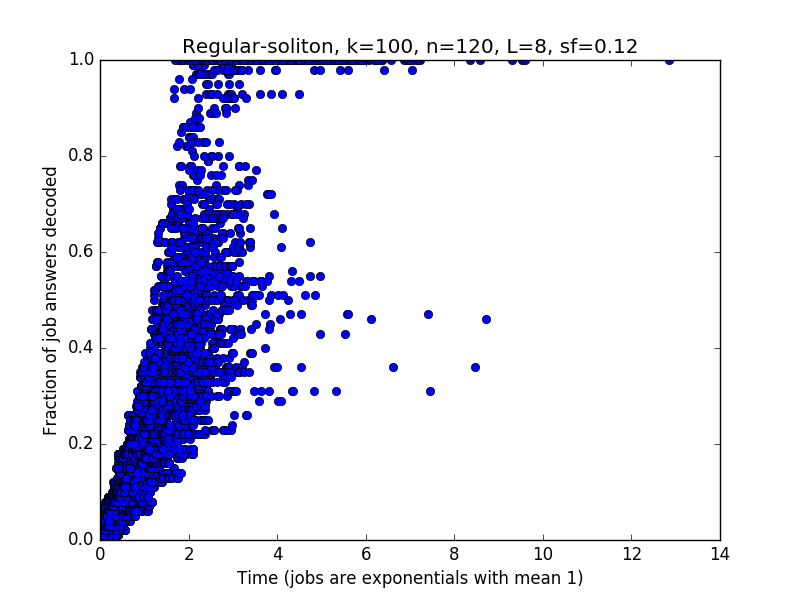 Regular-soliton, k=100, n=120, L=8, sf=0.12
1.0
0.8
0.6
0.4
0.2
0.0
Fraction of job answers decoded
0 2 4 6 8 10 12 14
Time (jobs are exponentials with mean 1)